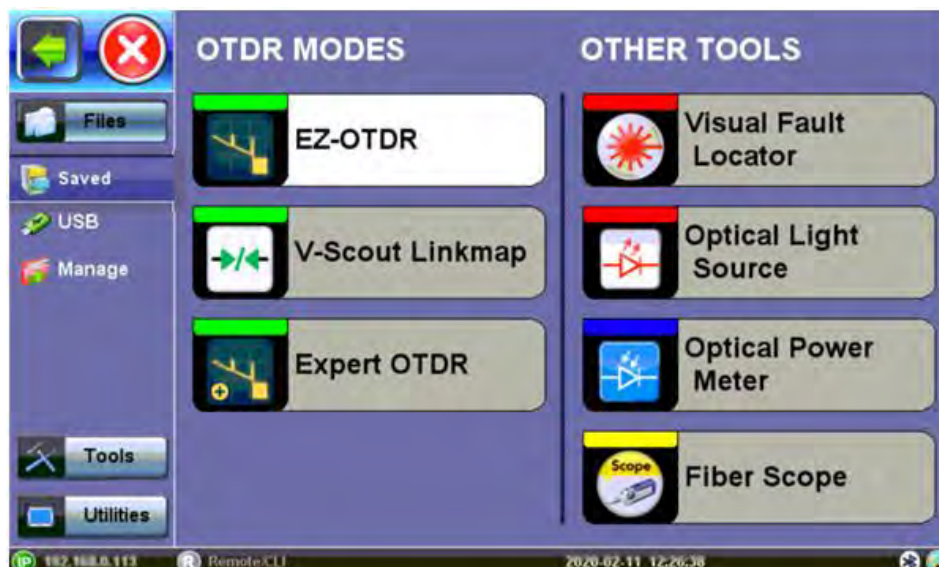 OTDR MODES
OTHER TOOLS
Files
Saved
USB
Manage
Tools
Utilities
EZ-OTDR
V-Scout Linkmap
Expert OTDR
Visual Fault
Locator
Optical Light
Source
Optical Power
Meter
Scope
Fiber Scope
IP 192.168.0.113
R Remote/CLI
2020-02-11 12:26:38